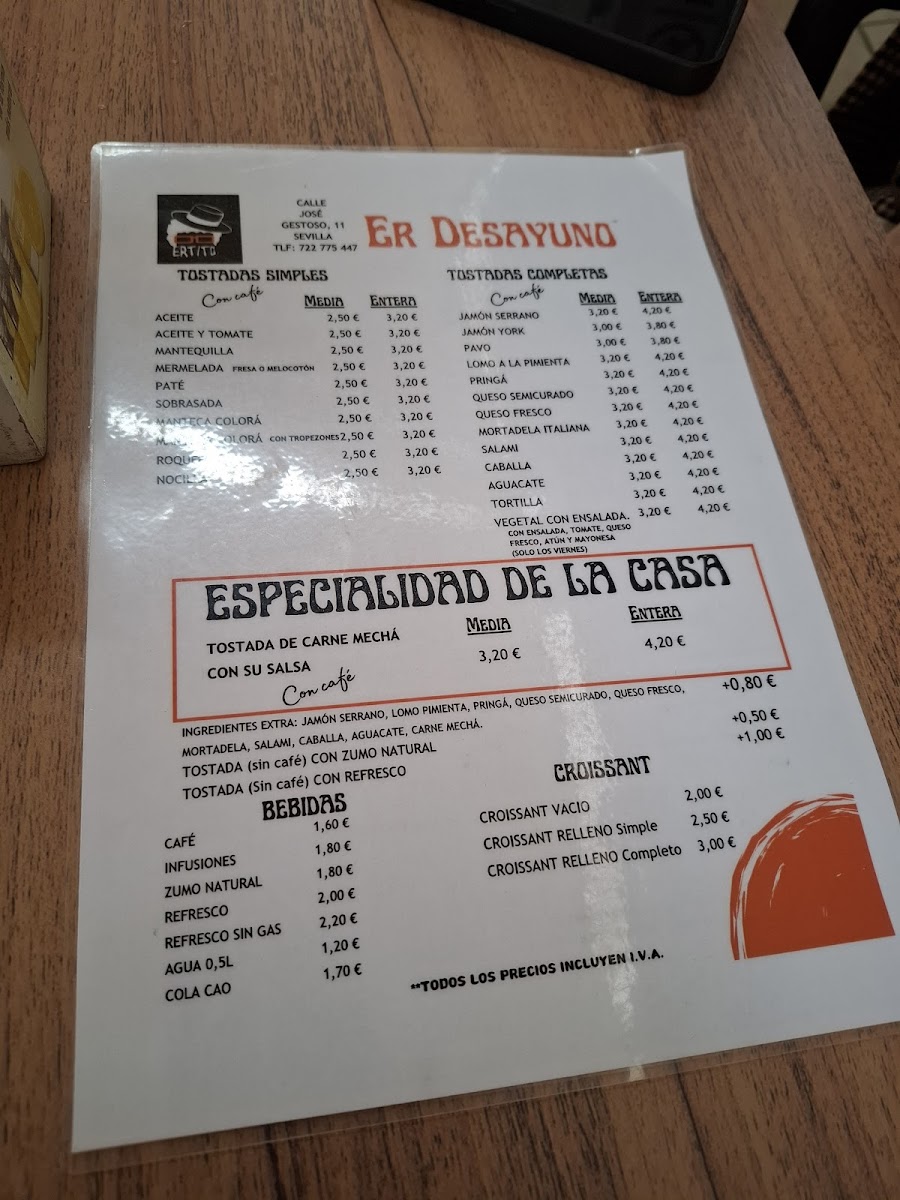 ERTITO
CALLE
JOSÉ
GESTOSO, 11
SEVILLA
TLF: 722 775 447
ER DESAYUNO
TOSTADAS SIMPLES
Con café MEDIA ENTERA
ACEITE 2,50 € 3,20 €
ACEITE Y TOMATE 2,50 € 3,20 €
MANTEQUILLA 2,50 € 3,20 €
MERMELADA FRESA O MELOCOTÓN 2,50 € 3,20 €
PATÉ 2,50 € 3,20 €
SOBRASADA 2,50 € 3,20 €
MANTECA COLORÁ 2,50 € 3,20 €
COLORÁ CON TROPEZONES 2,50 € 3,20 €
2,50 € 3,20 €
NOCILLA 2,50 € 3,20 €
TOSTADAS COMPLETAS
Con café MEDIA ENTERA
JAMÓN SERRANO 3,20 € 4,20 €
JAMÓN YORK 3,00 € 3,80 €
PAVO 3,00 € 3,80 €
LOMO A LA PIMIENTA 3,20 € 4,20 €
PRINGÁ 3,20 € 4,20 €
QUESO SEMICURADO 3,20 € 4,20 €
QUESO FRESCO 3,20 € 4,20 €
MORTADELA ITALIANA 3,20 € 4,20 €
SALAMI 3,20 € 4,20 €
CABALLA 3,20 € 4,20 €
AGUACATE 3,20 € 4,20 €
TORTILLA 3,20 € 4,20 €
VEGETAL CON ENSALADA. 3,20 € 4,20 €
CON ENSALADA, TOMATE, QUESO
FRESCO, ATÚN Y MAYONESA
(SOLO LOS VIERNES)
ESPECIALIDAD DE LA CASA
MEDIA ENTERA
TOSTADA DE CARNE MECHÁ
CON SU SALSA 3,20 € 4,20 €
Con café
INGREDIENTES EXTRA: JAMÓN SERRANO, LOMO PIMIENTA, PRINGÁ, QUESO SEMICURADO, QUESO FRESCO, +0,80 €
MORTADELA, SALAMI, CABALLA, AGUACATE, CARNE MECHÁ.
TOSTADA (sin café) CON ZUMO NATURAL +0,50 €
TOSTADA (Sin café) CON REFRESCO +1,00 €
BEBIDAS
CAFÉ 1,60 €
INFUSIONES 1,80 €
ZUMO NATURAL 1,80 €
REFRESCO 2,00 €
REFRESCO SIN GAS 2,20 €
AGUA 0,5L 1,20 €
COLA CAO 1,70 €
CROISSANT
CROISSANT VACIO 2,00 €
CROISSANT RELLENO Simple 2,50 €
CROISSANT RELLENO Completo 3,00 €
**TODOS LOS PRECIOS INCLUYEN I.V.A.